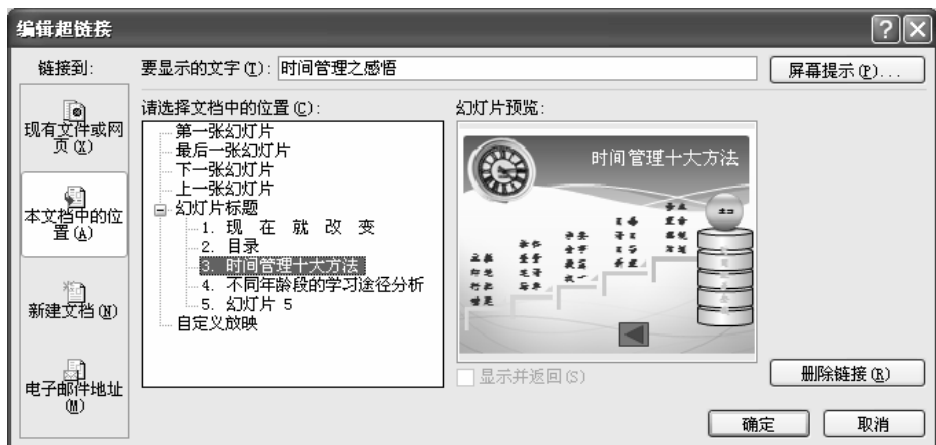 编辑超链接
链接到:
要显示的文字(T): 时间管理之感悟
屏幕提示(P)...
现有文件或网
页(X)
本文档中的位
置(A)
新建文档(N)
电子邮件地址
(M)
请选择文档中的位置(C):
第一张幻灯片
最后一张幻灯片
下一张幻灯片
上一张幻灯片
幻灯片标题
1. 现 在 就 改 变
2. 目录
3. 时间管理十大方法
4. 不同年龄段的学习途径分析
5. 幻灯片 5
自定义放映
幻灯片预览:
时间管理十大方法
显示并返回(S)
删除链接(R)
确定
取消